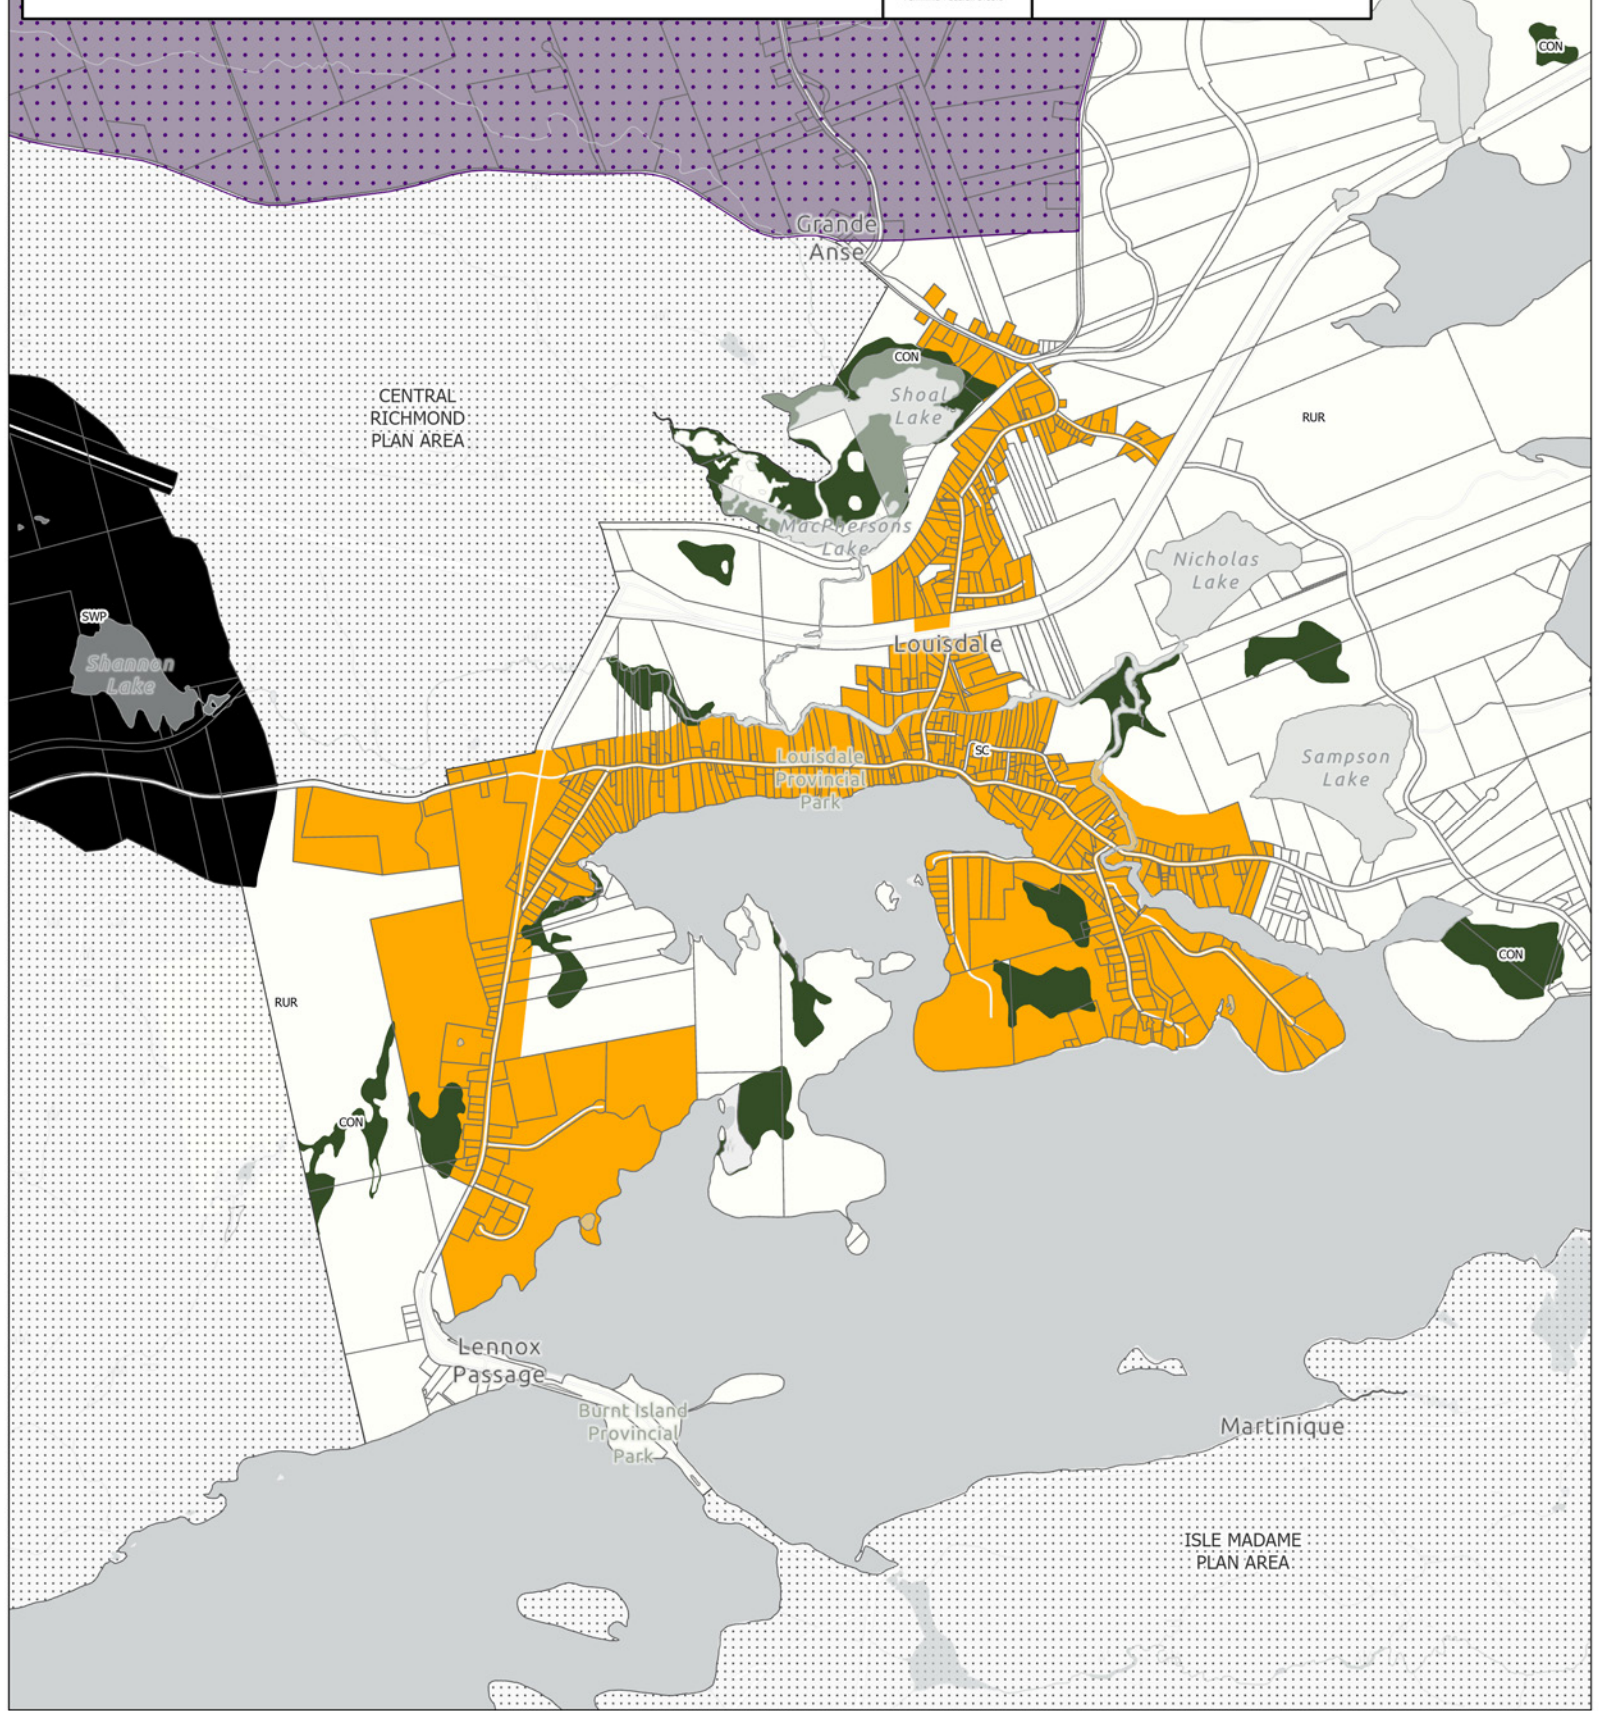 CON
Grande
Anse
CON
Shoal
Lake
CENTRAL
RICHMOND
PLAN AREA
RUR
MacPhersons
Lake
Nicholas
Lake
SWP
Shannon
Lake
Louisdale
SC
Louisdale
Provincial
Park
Sampson
Lake
CON
RUR
CON
Lennox
Passage
Burnt Island
Provincial
Park
Martinique
ISLE MADAME
PLAN AREA